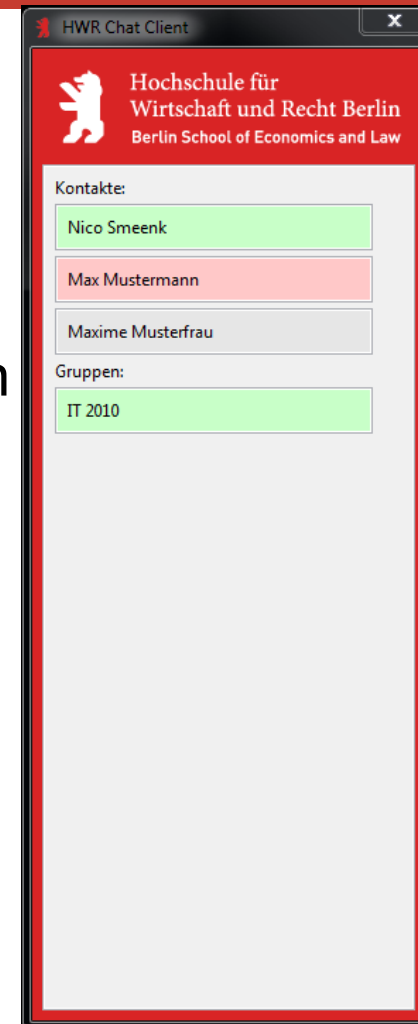 HWR Chat Client
x
Hochschule für
Wirtschaft und Recht Berlin
Berlin School of Economics and Law
Kontakte:
Nico Smeenk
Max Mustermann
Maxime Musterfrau
n
Gruppen:
IT 2010